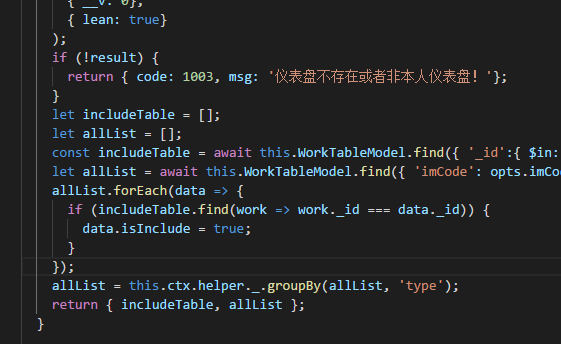 { __v: 0},
{ lean: true}
);
if (!result) {
return { code: 1003, msg: '仪表盘不存在或者非本人仪表盘! '};
}
let includeTable = [];
let allList = [];
const includeTable = await this.WorkTableModel.find({ '_id':{ $in:
let allList = await this.WorkTableModel.find({ 'imCode': opts.imCo
allList.forEach(data => {
if (includeTable.find(work => work._id === data._id)) {
data.isInclude = true;
}
});
allList = this.ctx.helper._.groupBy(allList, 'type');
return { includeTable, allList };
}